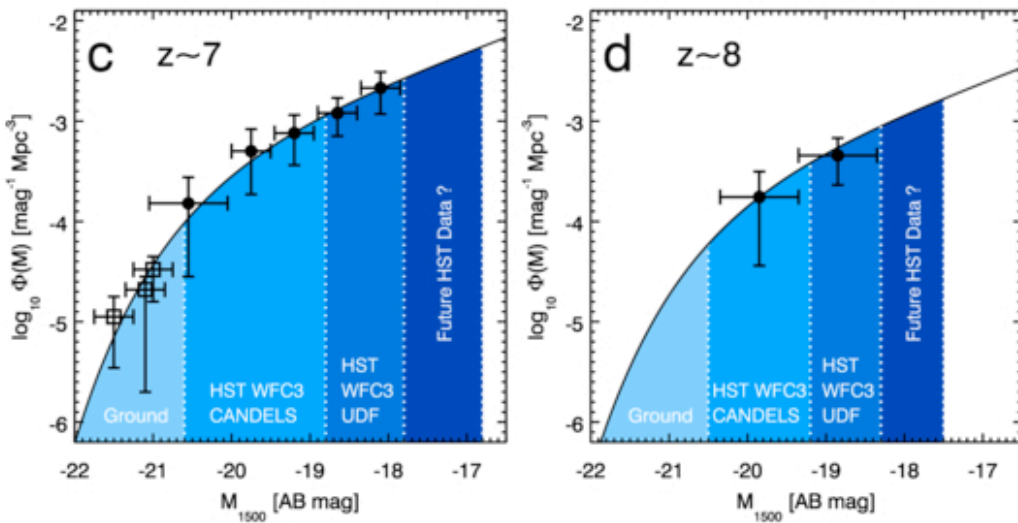 c z~7
log₁₀ Φ(M) [mag⁻¹ Mpc⁻³]
-2
-3
-4
-5
-6
Ground
HST WFC3
CANDELS
HST
WFC3
UDF
Future HST Data ?
-22 -21 -20 -19 -18 -17
M₁₅₀₀ [AB mag]
d z~8
log₁₀ Φ(M) [mag⁻¹ Mpc⁻³]
-2
-3
-4
-5
-6
Ground
HST WFC3
CANDELS
HST
WFC3
UDF
Future HST Data ?
-22 -21 -20 -19 -18 -17
M₁₅₀₀ [AB mag]